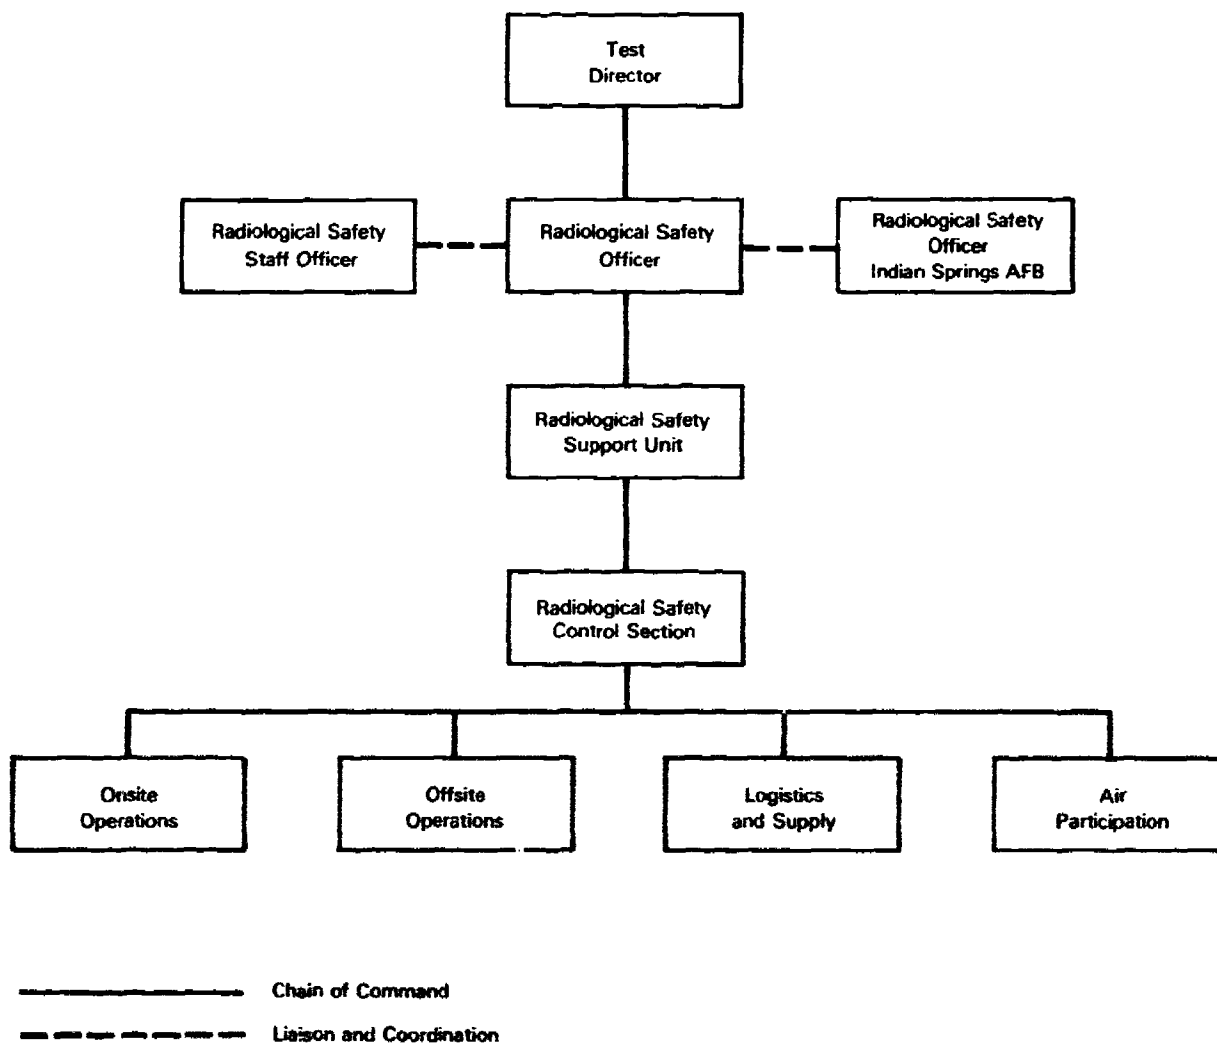 Test
Director
Radiological Safety
Staff Officer
Radiological Safety
Officer
Radiological Safety
Officer
Indian Springs AFB
Radiological Safety
Support Unit
Radiological Safety
Control Section
Onsite
Operations
Offsite
Operations
Logistics
and Supply
Air
Participation
Chain of Command
Liaison and Coordination